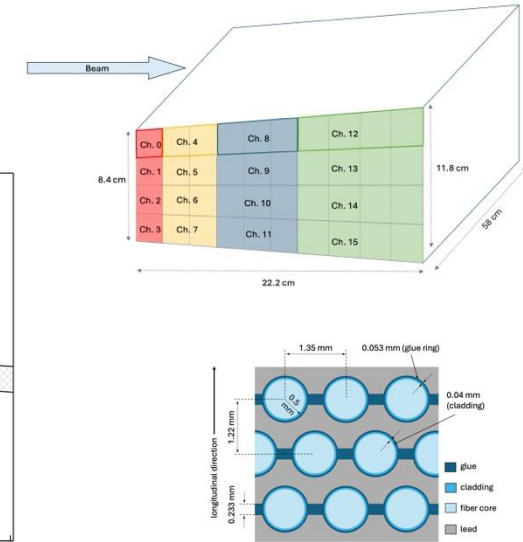 Beam
Ch. 0
Ch. 4
Ch. 8
Ch. 12
Ch. 1
Ch. 5
Ch. 9
Ch. 13
Ch. 2
Ch. 6
Ch. 10
Ch. 14
Ch. 3
Ch. 7
Ch. 11
Ch. 15
8.4 cm
11.8 cm
22.2 cm
58 cm
1.35 mm
0.053 mm (glue ring)
0.5
mm
0.04 mm
(cladding)
1.22 mm
0.233 mm
longitudinal direction
glue
cladding
fiber core
lead